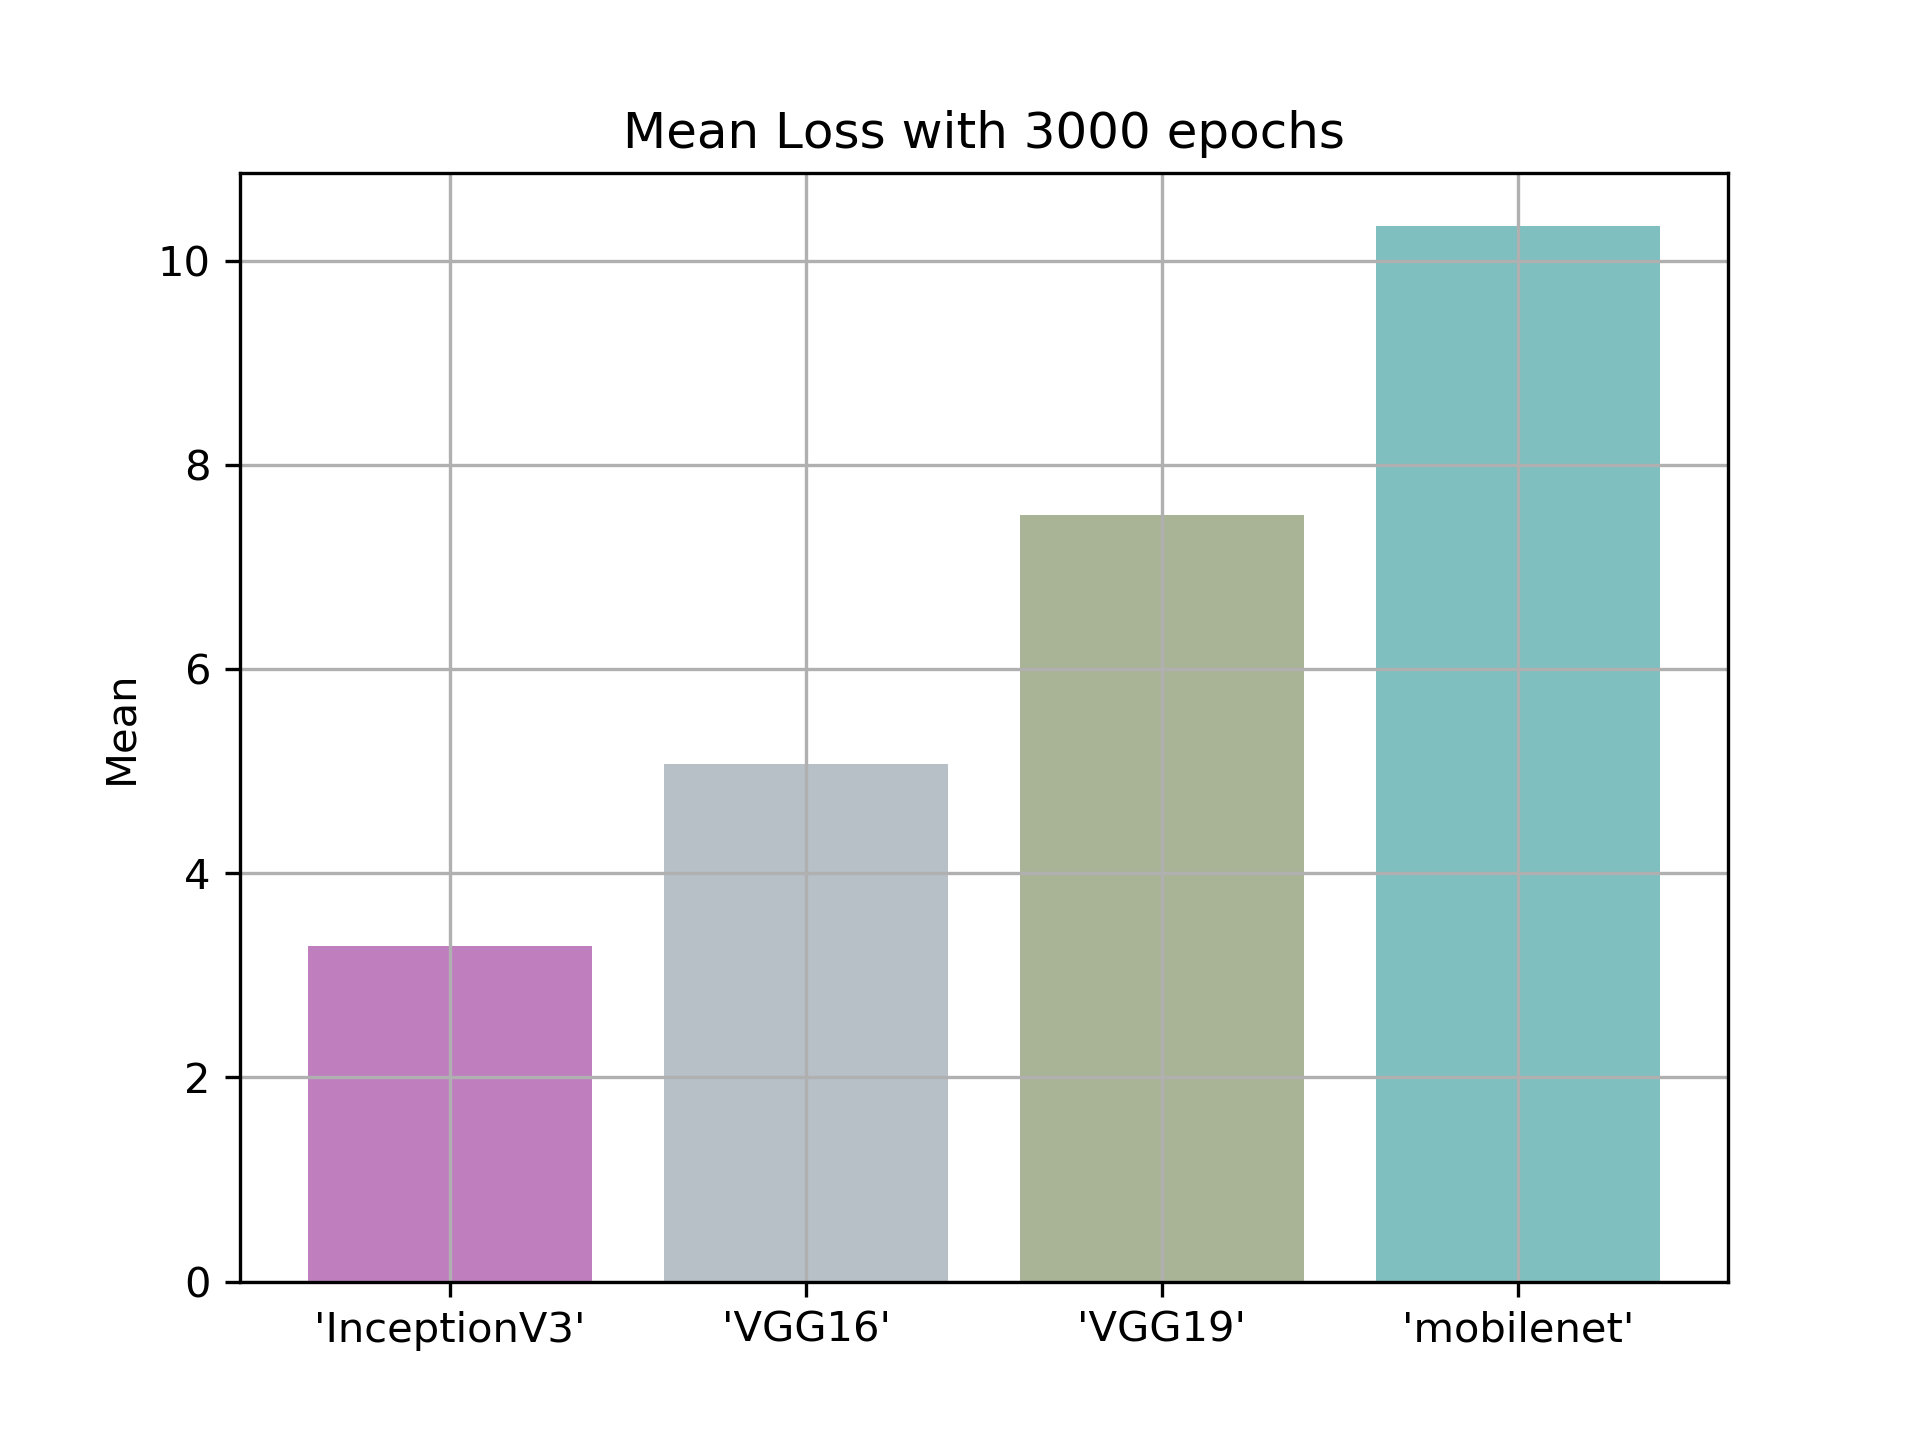 Mean Loss with 3000 epochs
10
8
6
4
2
0
Mean
'InceptionV3'
'VGG16'
'VGG19'
'mobilenet'